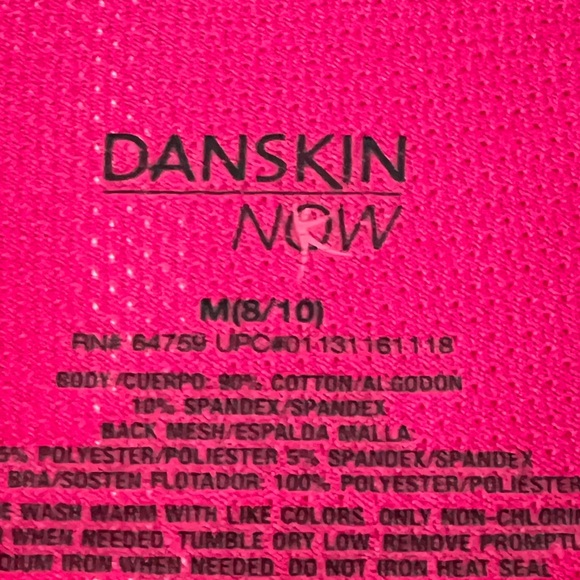 DANSKIN
NOW
M(8/10)
RN# 64759 UPC#01131161118
BODY/CUERPO: 90% COTTON/ALGODON
10% SPANDEX/SPANDEX
BACK MESH/ESPALDA MALLA
5% POLYESTER/POLIESTER 5% SPANDEX/SPANDEX
BRA/SOSTEN FLOTADOR: 100% POLYESTER/POLIESTER
E WASH WARM WITH LIKE COLORS. ONLY NON-CHLORI
WHEN NEEDED. TUMBLE DRY LOW. REMOVE PROMPTL
DIUM IRON WHEN NEEDED. DO NOT IRON HEAT SEAL